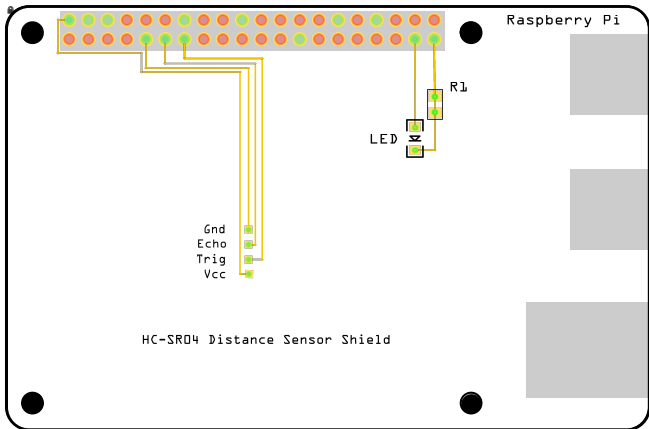 Raspberry Pi
R1
LED
Gnd
Echo
Trig
Vcc
HC-SR04 Distance Sensor Shield